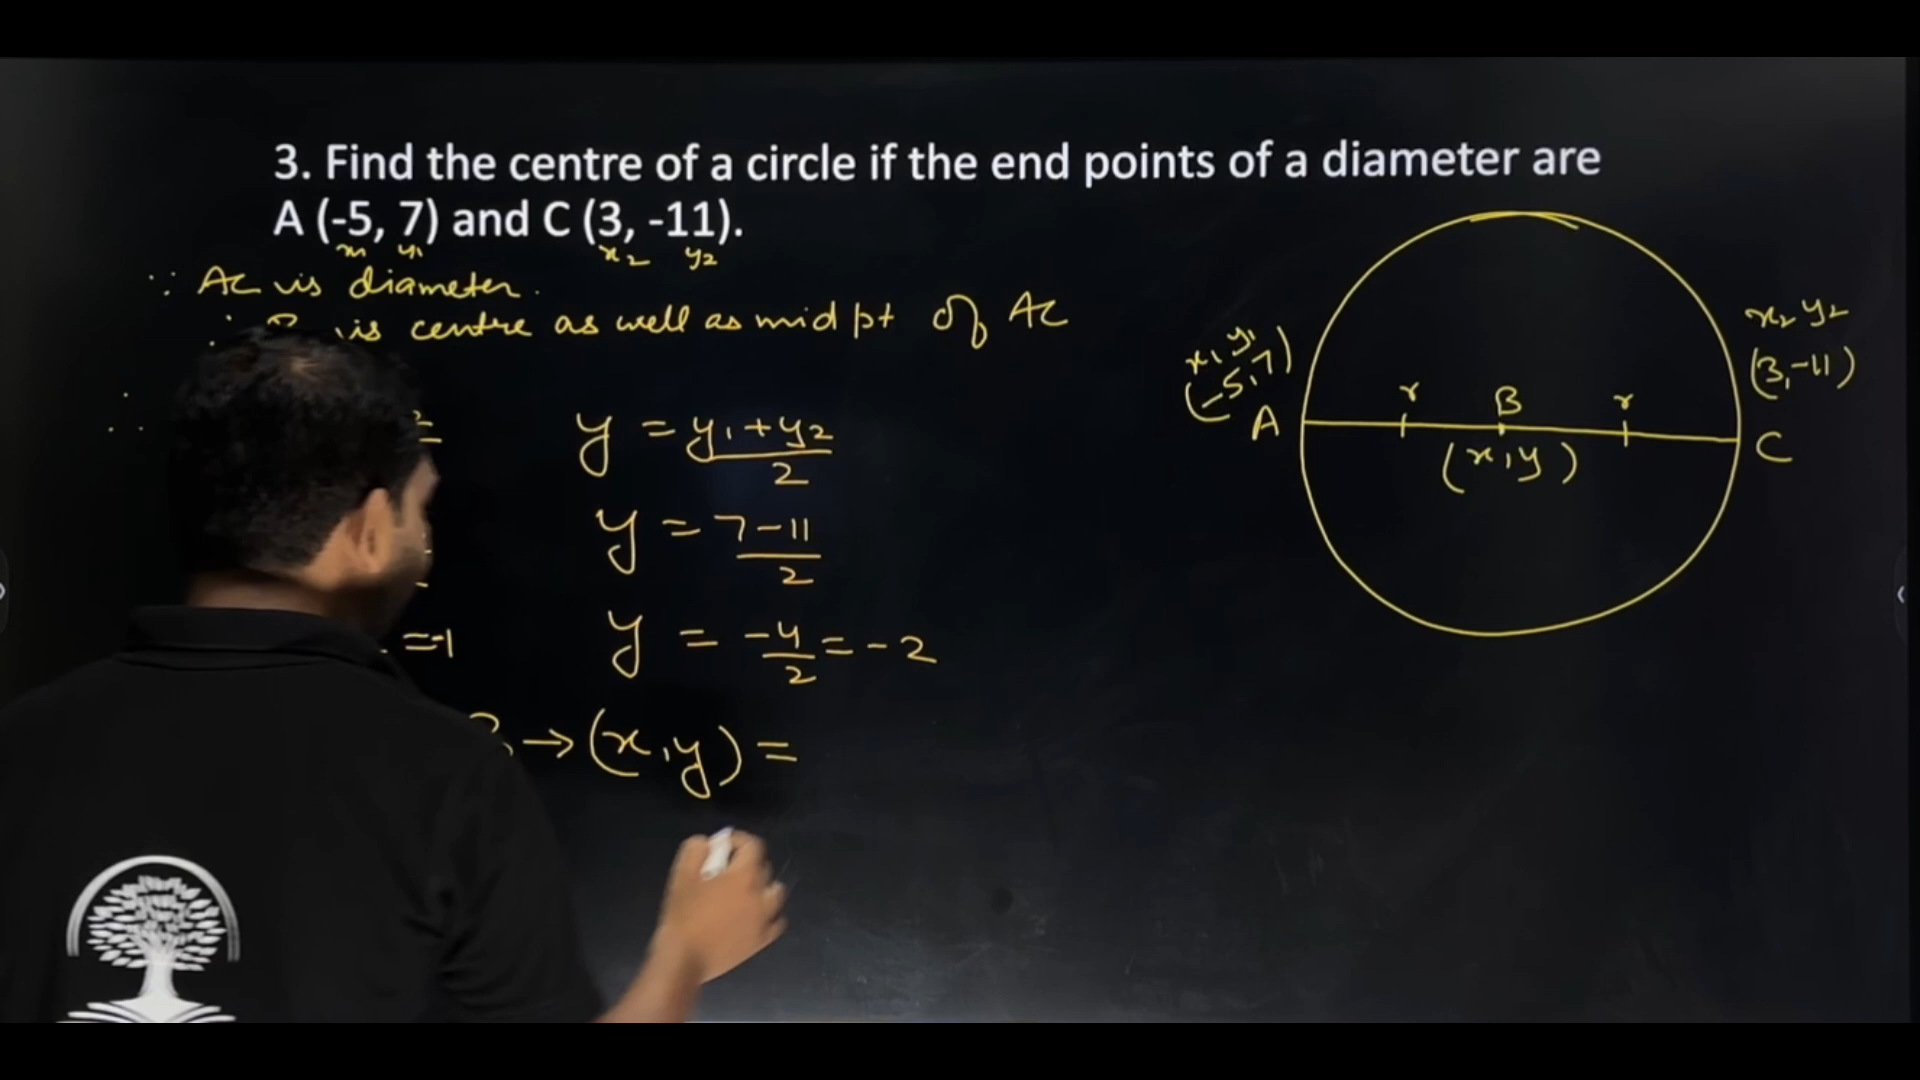 3. Find the centre of a circle if the end points of a diameter are
A (-5, 7) and C (3, -11).
x₁ y₁ x₂ y₂
∵ AC is diameter.
is centre as well as mid pt of AC
∴
y = y₁+y₂/2
y = 7-11/2
=-1
y = -4/2 = -2
→ (x,y) =
x₁ y₁
(-5,7)
A
r
B
r
(x,y)
x₂ y₂
(3,-11)
C